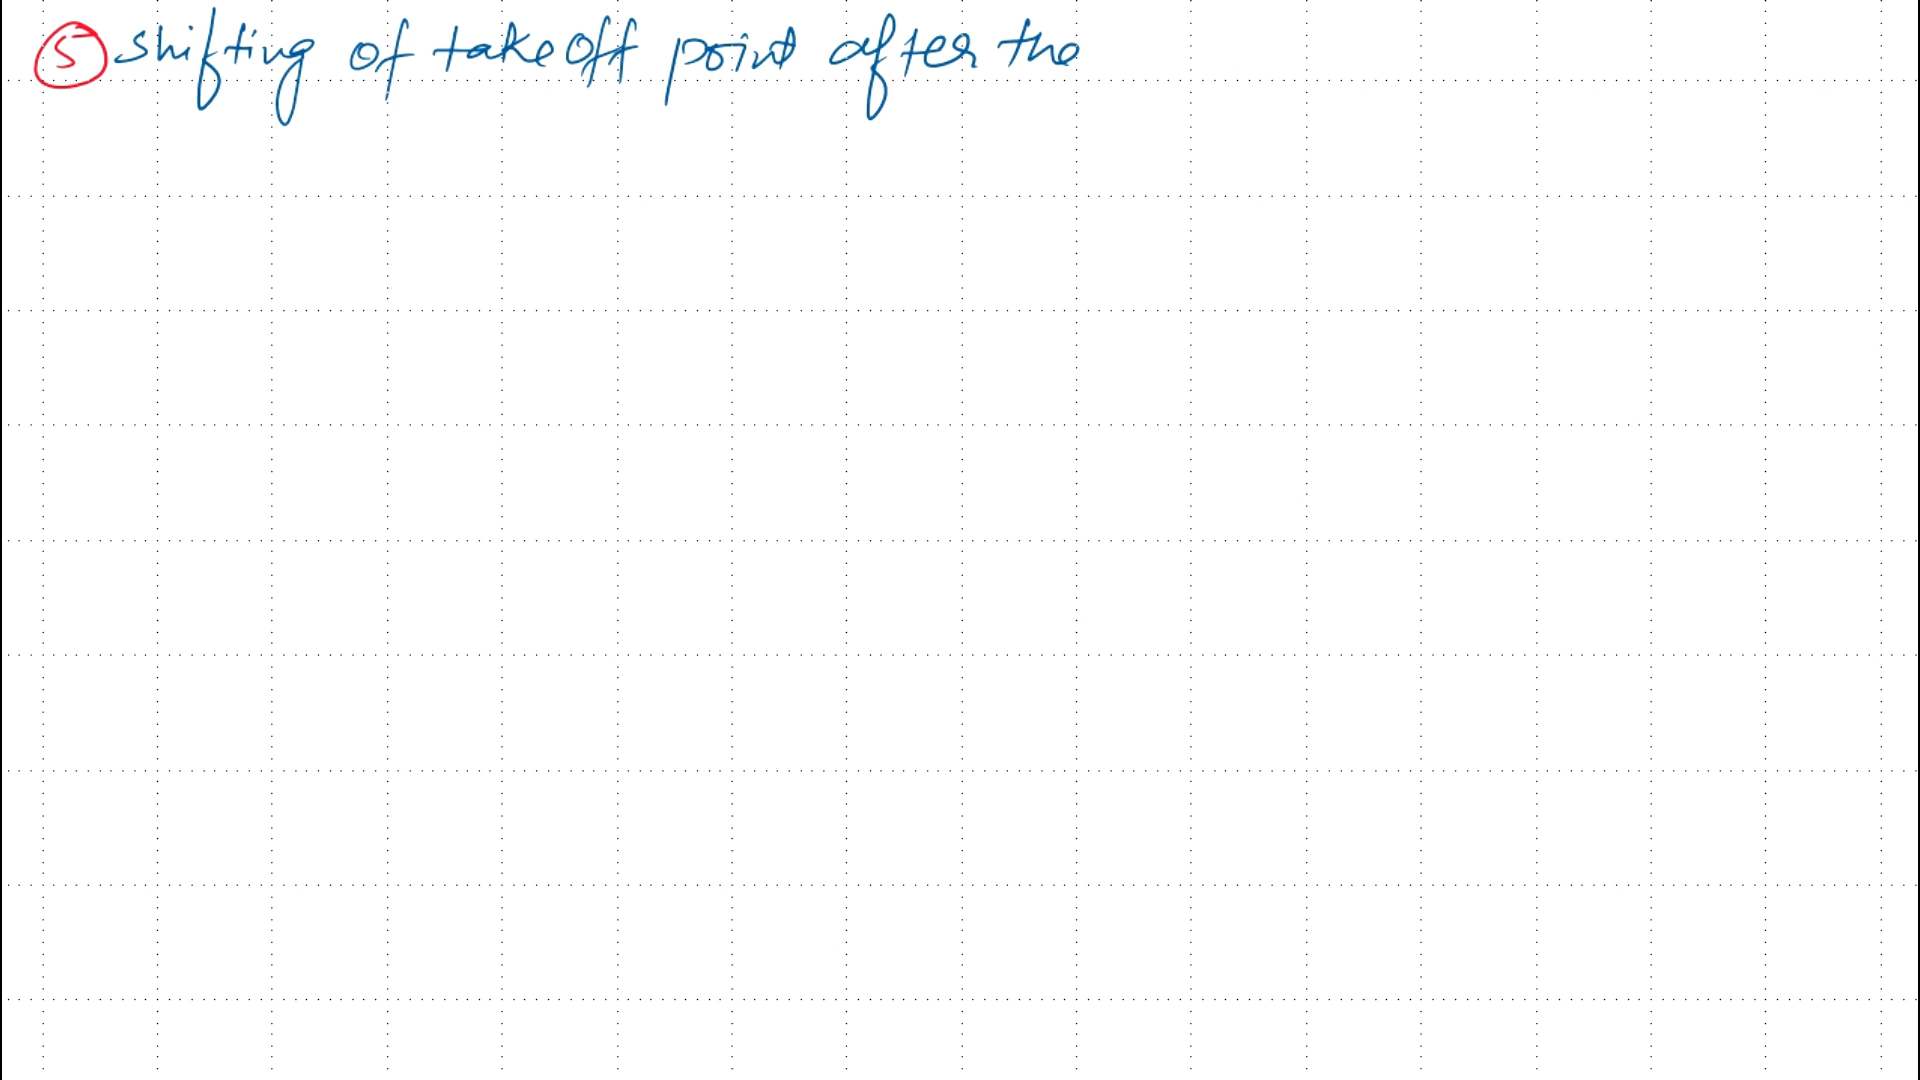 ⑤ shifting of takeoff point after the